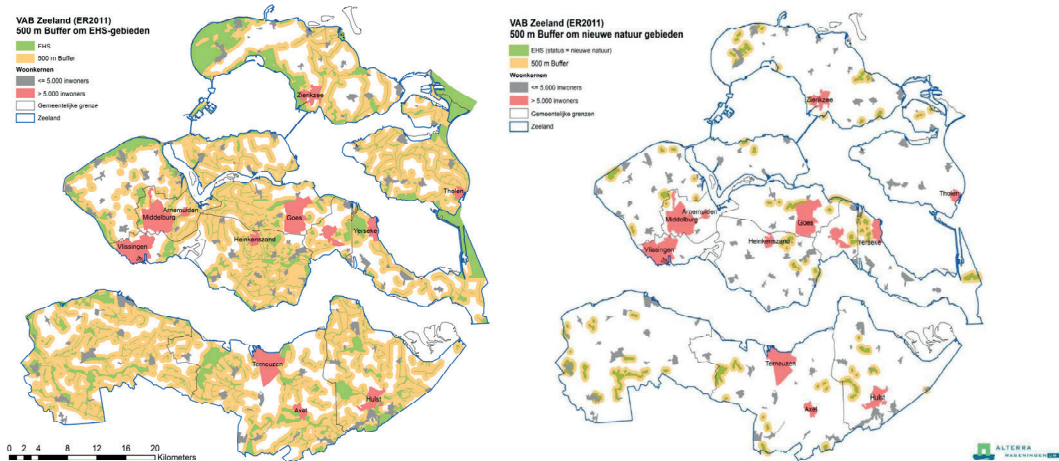 VAB Zeeland (ER2011)
500 m Buffer om EHS-gebieden
EHS
500 m Buffer
Woonkernen
<= 5.000 inwoners
> 5.000 inwoners
Gemeentelijke grenzen
Zeeland
Zierikzee
Tholen
Arnemuiden
Middelburg
Goes
Yerseke
Heinkenszand
Vlissingen
Terneuzen
Axel
Hulst
0 2 4 8 12 16 20
Kilometers
VAB Zeeland (ER2011)
500 m Buffer om nieuwe natuur gebieden
EHS (status = nieuwe natuur)
500 m Buffer
Woonkernen
<= 5.000 inwoners
> 5.000 inwoners
Gemeentelijke grenzen
Zeeland
Zierikzee
Tholen
Arnemuiden
Middelburg
Goes
Yerseke
Heinkenszand
Vlissingen
Terneuzen
Axel
Hulst
ALTERRA
WAGENINGEN UR